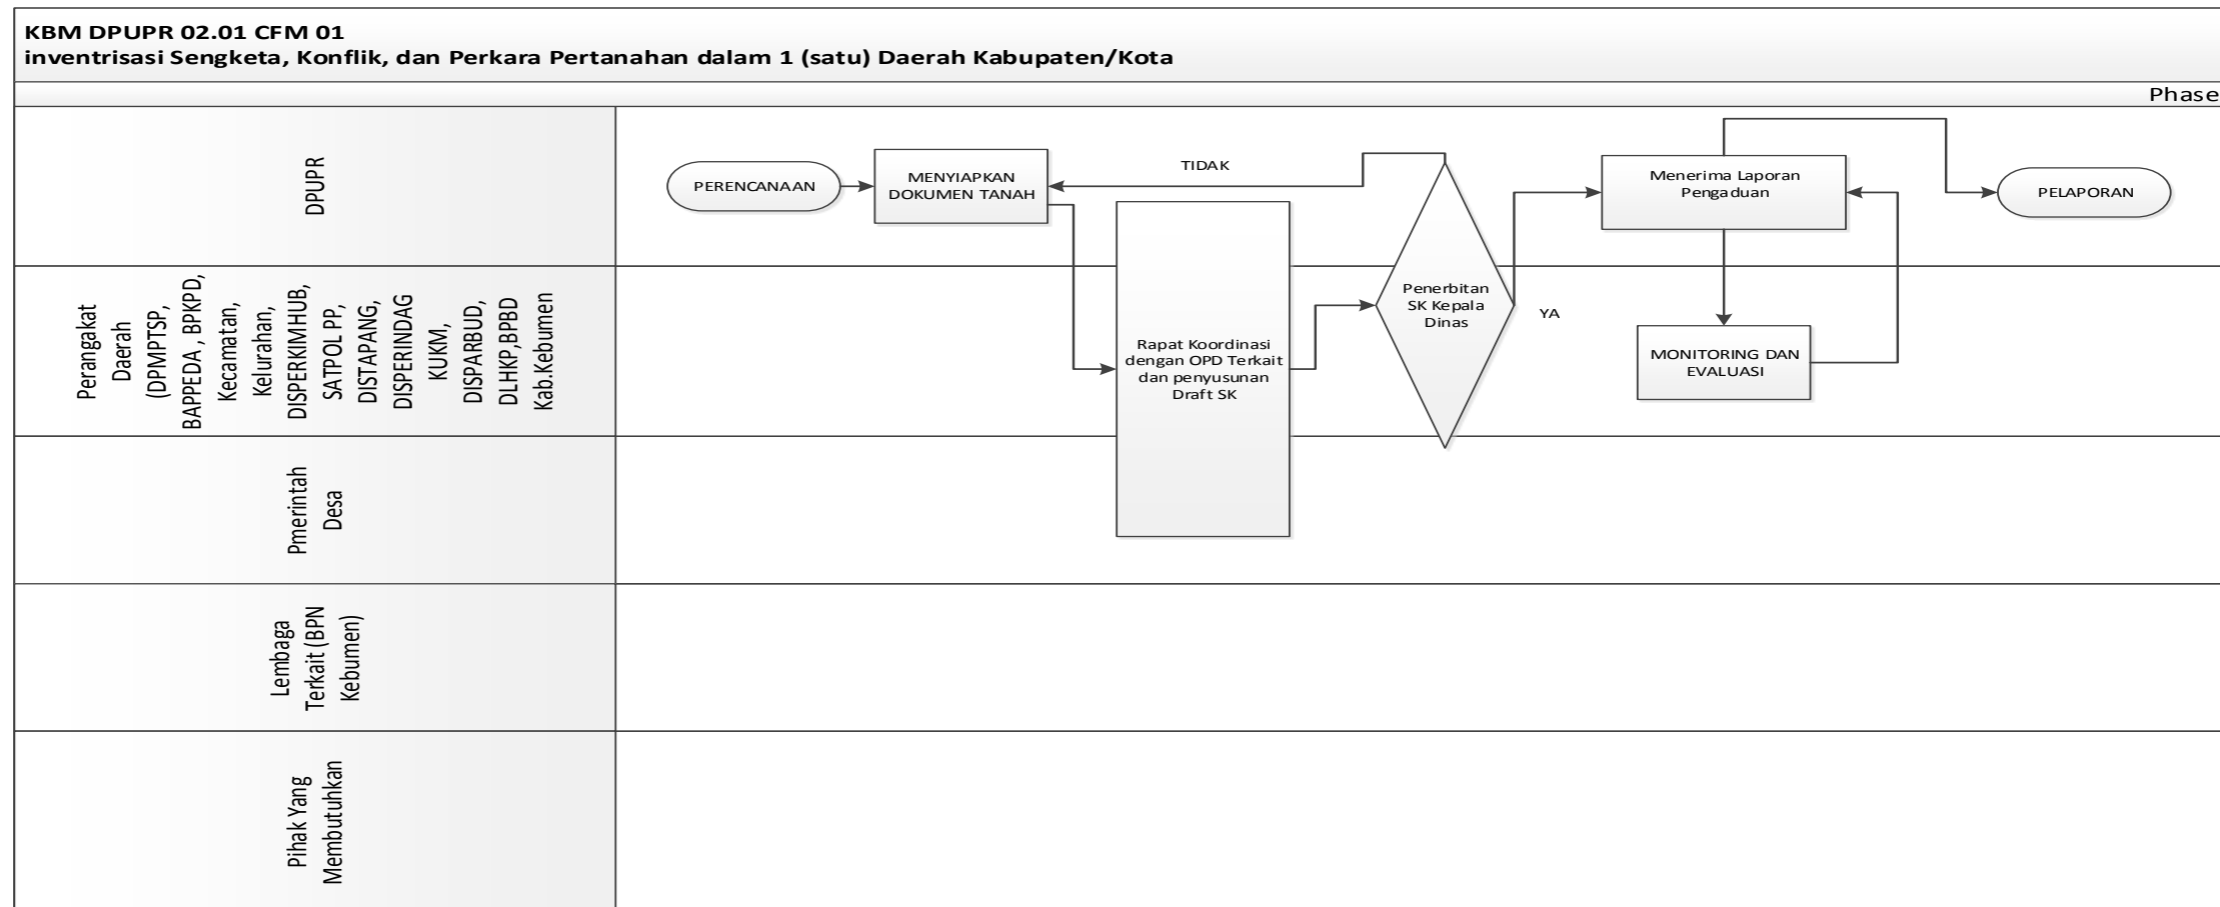 KBM DPUPR 02.01 CFM 01
inventrisasi Sengketa, Konflik, dan Perkara Pertanahan dalam 1 (satu) Daerah Kabupaten/Kota
Phase
DPUPR
PERENCANAAN
MENYIAPKAN
DOKUMEN TANAH
TIDAK
Menerima Laporan
Pengaduan
PELAPORAN
Perangakat
Daerah
(DPMPTSP,
BAPPEDA , BPKPD,
Kecamatan,
Kelurahan,
DISPERKIMHUB,
SATPOL PP,
DISTAPANG,
DISPERINDAG
KUKM,
DISPARBUD,
DLHKP,BPBD
Kab.Kebumen
Rapat Koordinasi
dengan OPD Terkait
dan penyusunan
Draft SK
Penerbitan
SK Kepala
Dinas
YA
MONITORING DAN
EVALUASI
Pmerintah
Desa
Lembaga
Terkait (BPN
Kebumen)
Pihak Yang
Membutuhkan